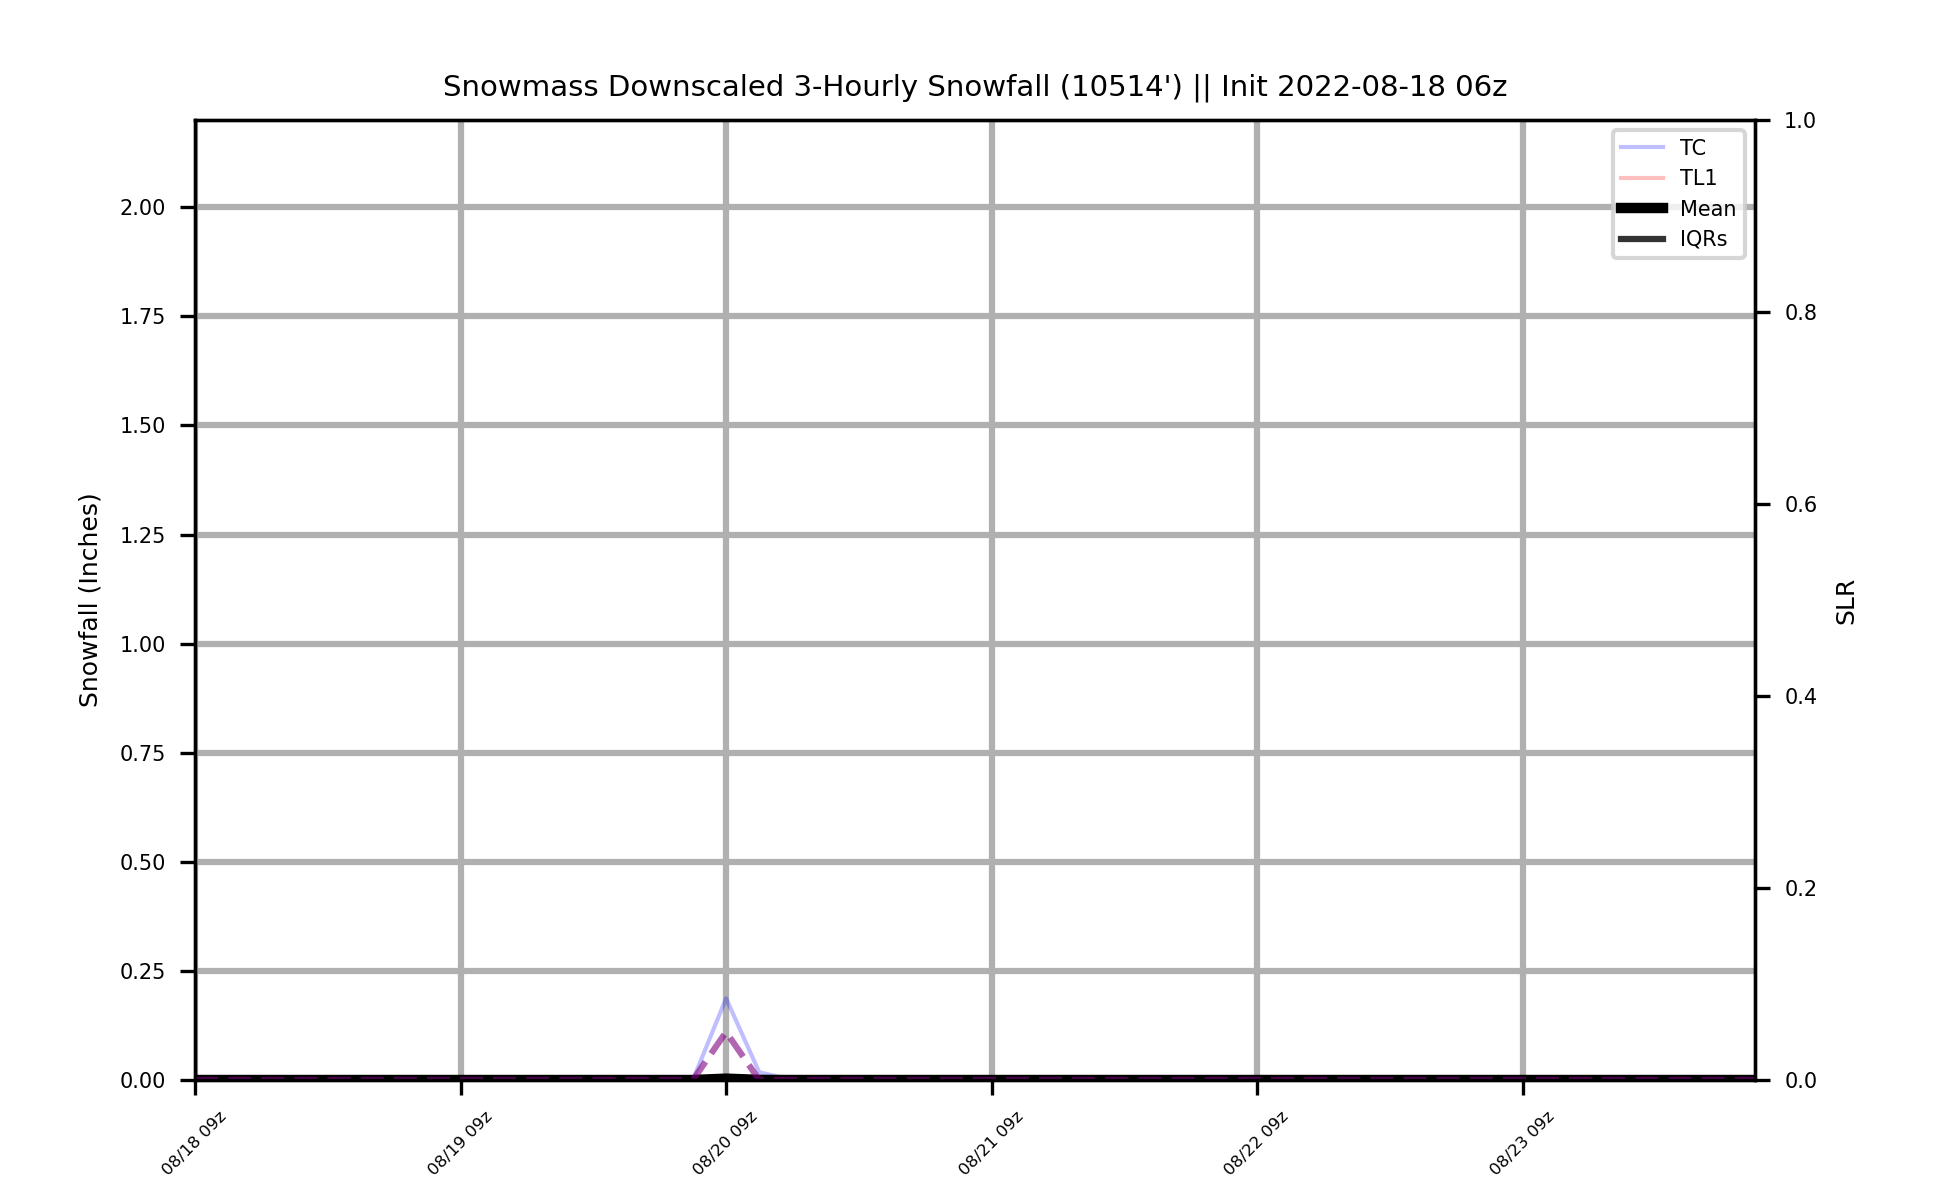 Snowmass Downscaled 3-Hourly Snowfall (10514') || Init 2022-08-18 06z
TC
TL1
Mean
IQRs
Snowfall (Inches)
2.00
1.75
1.50
1.25
1.00
0.75
0.50
0.25
0.00
1.0
0.8
0.6
0.4
0.2
0.0
SLR
08/18 09z
08/19 09z
08/20 09z
08/21 09z
08/22 09z
08/23 09z